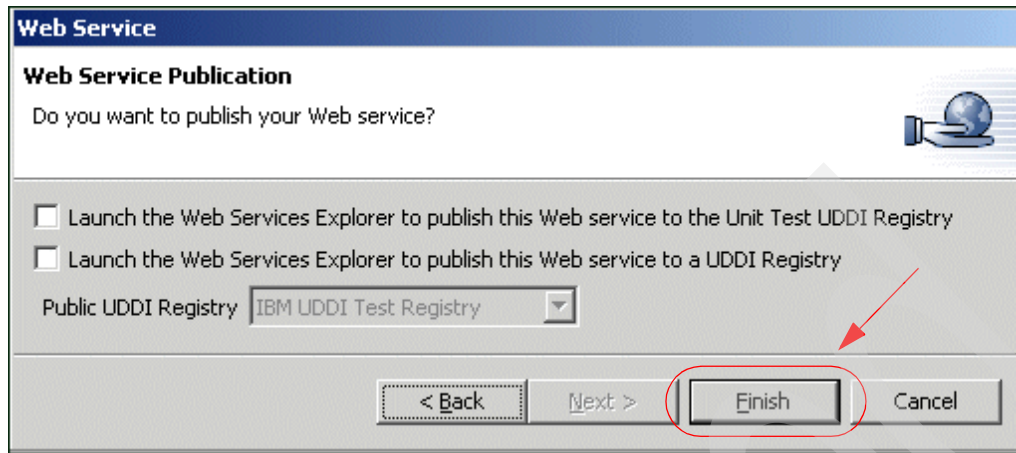 Web Service
Web Service Publication
Do you want to publish your Web service?
Launch the Web Services Explorer to publish this Web service to the Unit Test UDDI Registry
Launch the Web Services Explorer to publish this Web service to a UDDI Registry
Public UDDI Registry IBM UDDI Test Registry
< Back Next > Finish Cancel